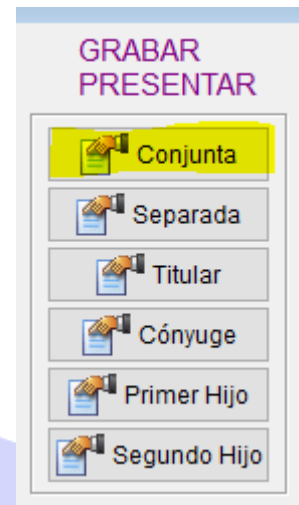 GRABAR
PRESENTAR
Conjunta
Separada
Titular
Cónyuge
Primer Hijo
Segundo Hijo